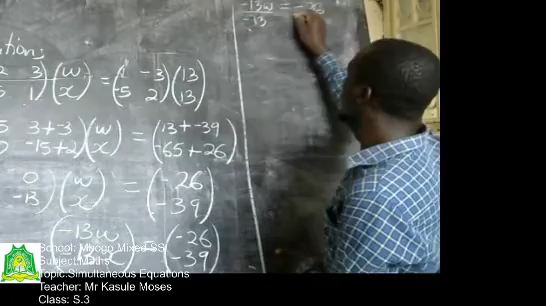 -13w = -26
-13
ations
2 3)(w = (1 -3)(13
5 1)(x) (-5 2)(13)
5 3+-3)(w) = (13+-39
0 -15+2)(x) (-65+26)
0)(w) = (-26
-13)(x) (-39)
(-13w = (-26
-39)
School: Mbogo Mixed SS
Subject:Maths
Topic:Simultaneous Equations
Teacher: Mr Kasule Moses
Class: S.3